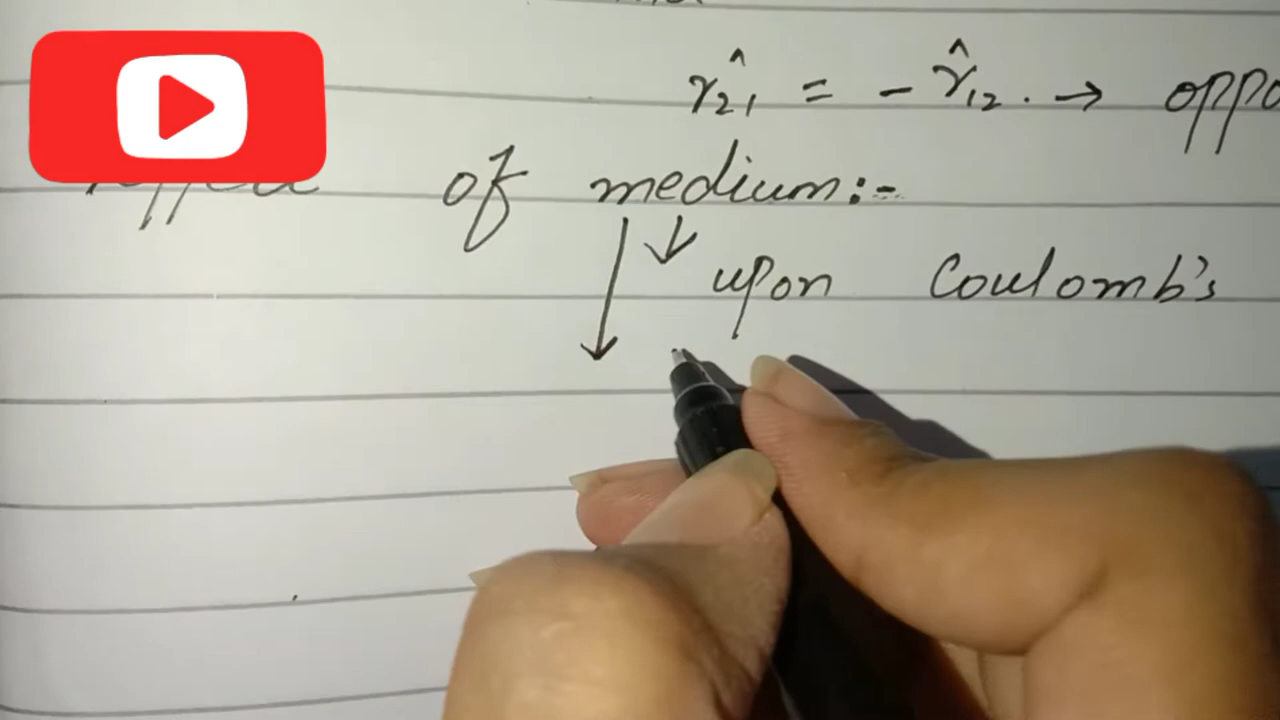 r̂21 = - r̂12. → oppo
of medium:-
upon Coulomb's